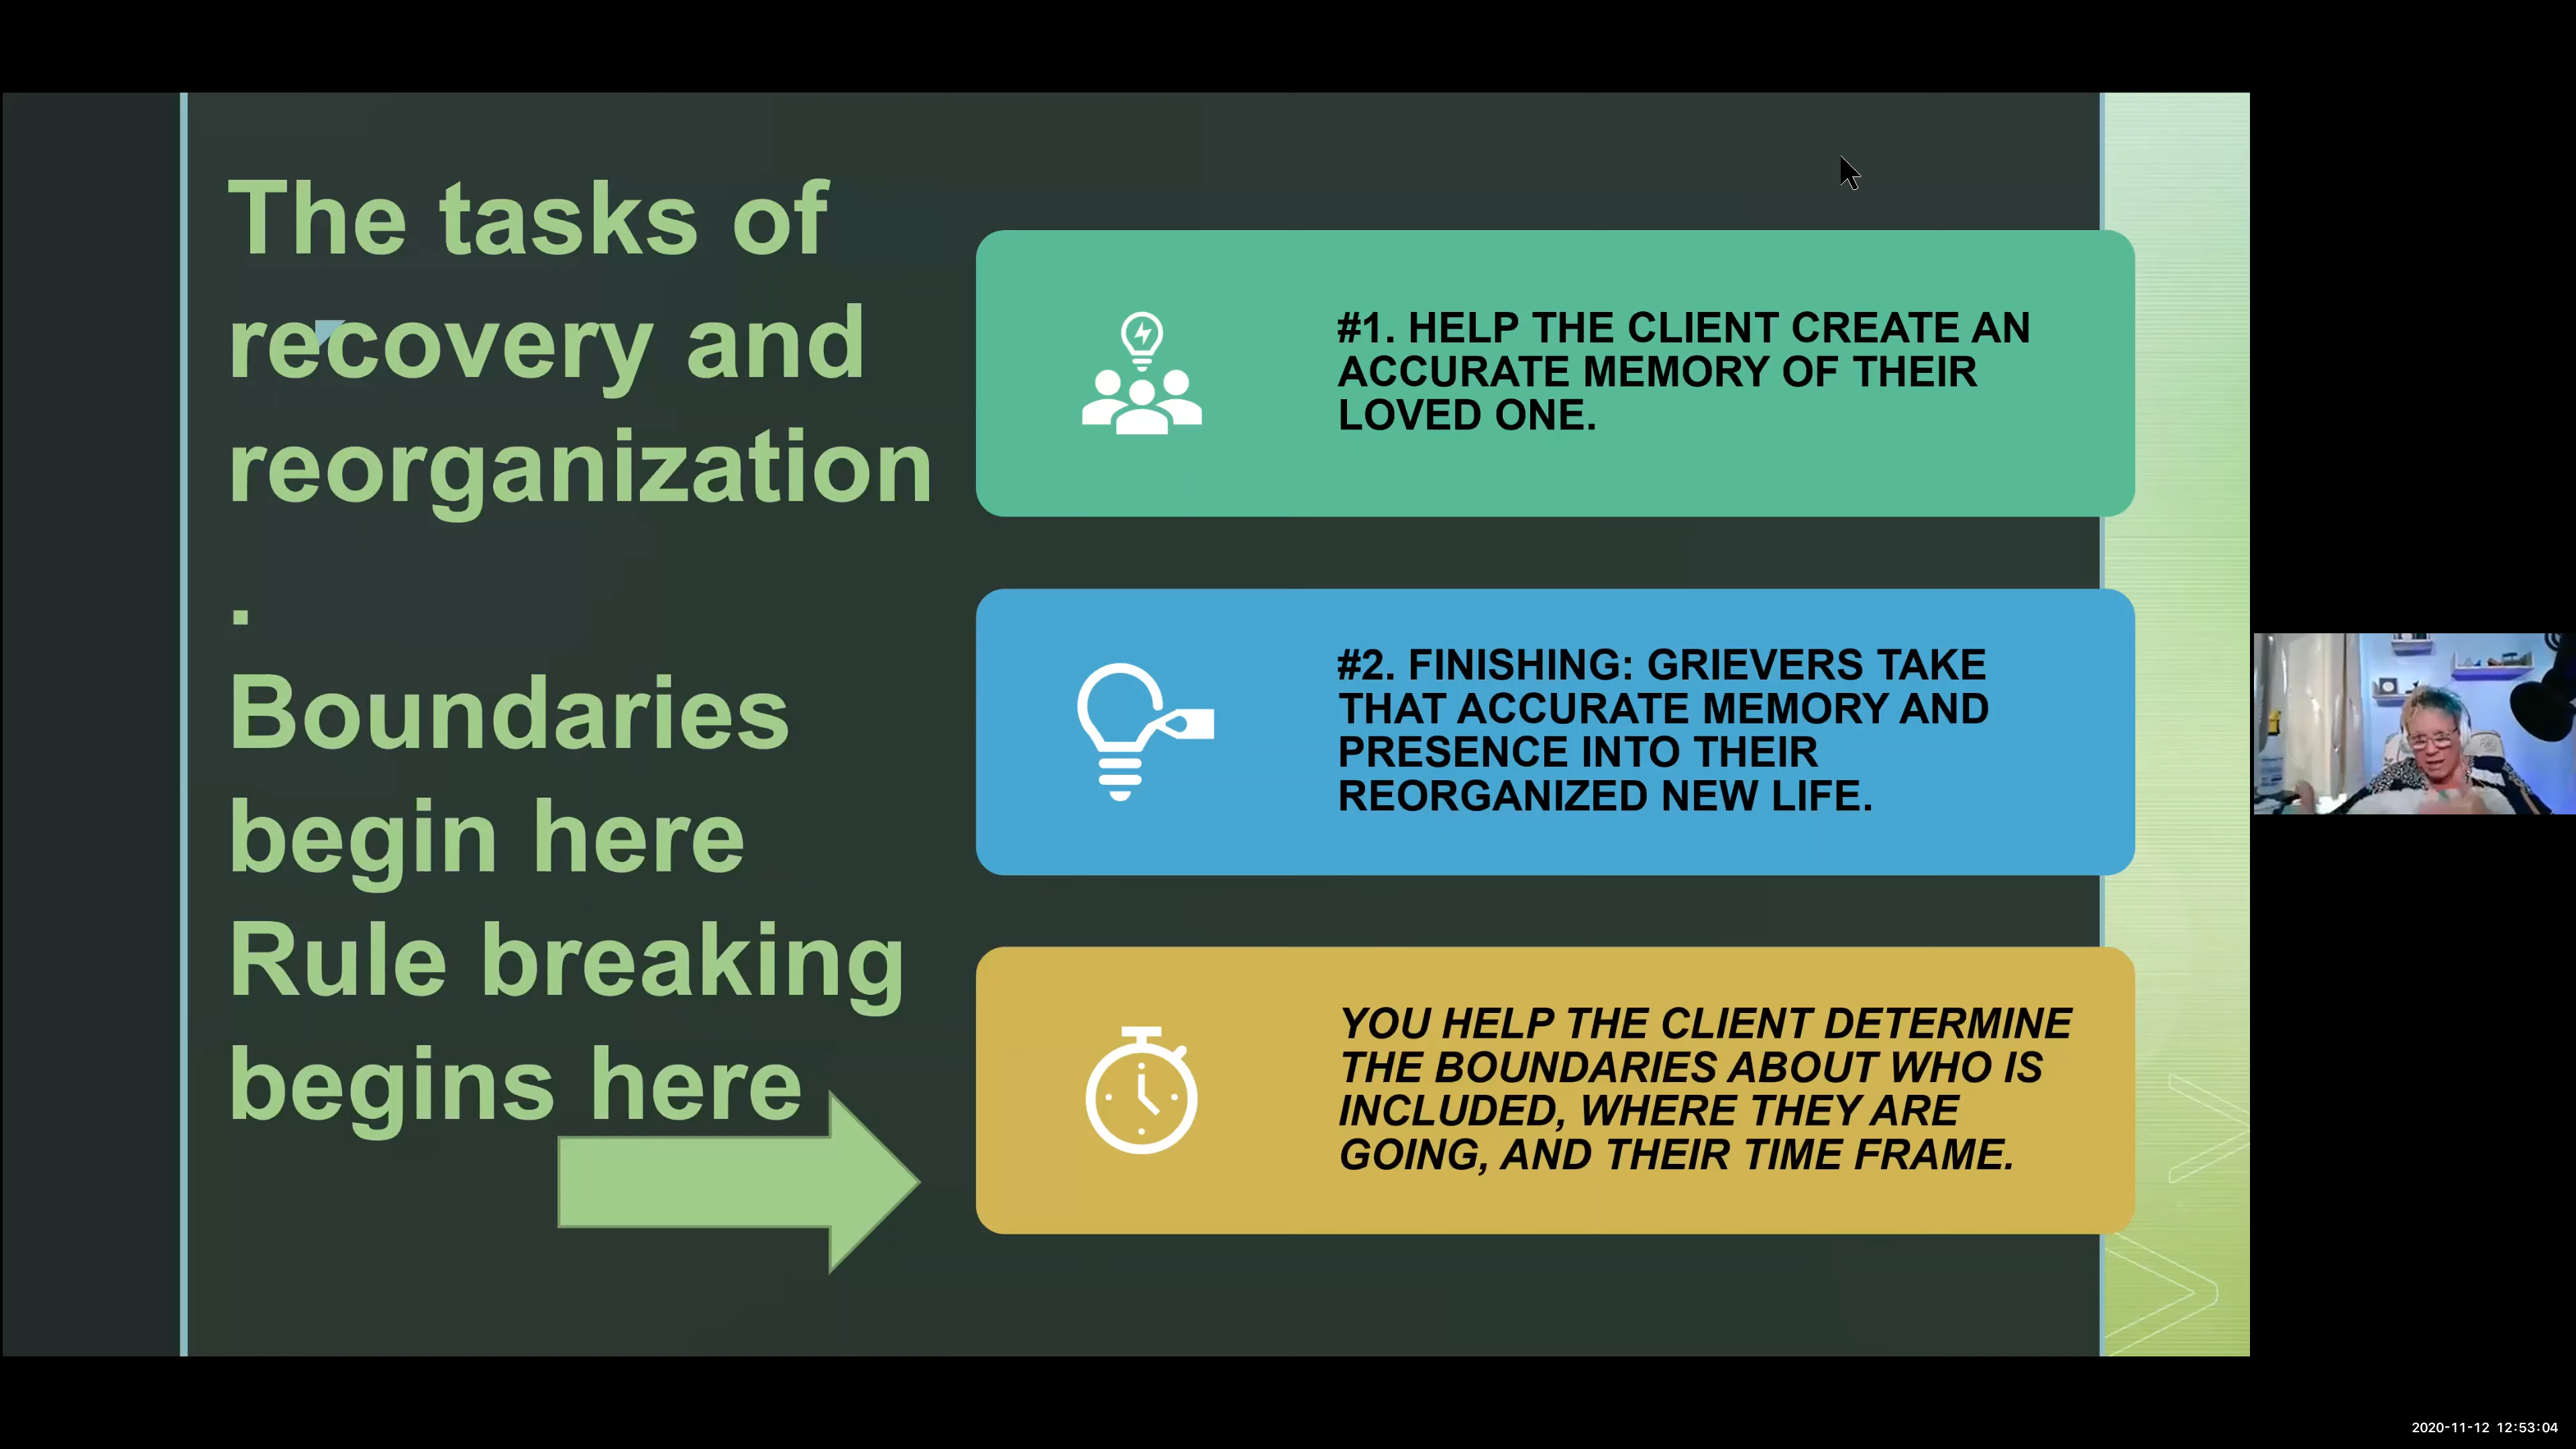 The tasks of
recovery and
reorganization
.
Boundaries
begin here
Rule breaking
begins here
#1. HELP THE CLIENT CREATE AN
ACCURATE MEMORY OF THEIR
LOVED ONE.
#2. FINISHING: GRIEVERS TAKE
THAT ACCURATE MEMORY AND
PRESENCE INTO THEIR
REORGANIZED NEW LIFE.
YOU HELP THE CLIENT DETERMINE
THE BOUNDARIES ABOUT WHO IS
INCLUDED, WHERE THEY ARE
GOING, AND THEIR TIME FRAME.
2020-11-12 12:53:04